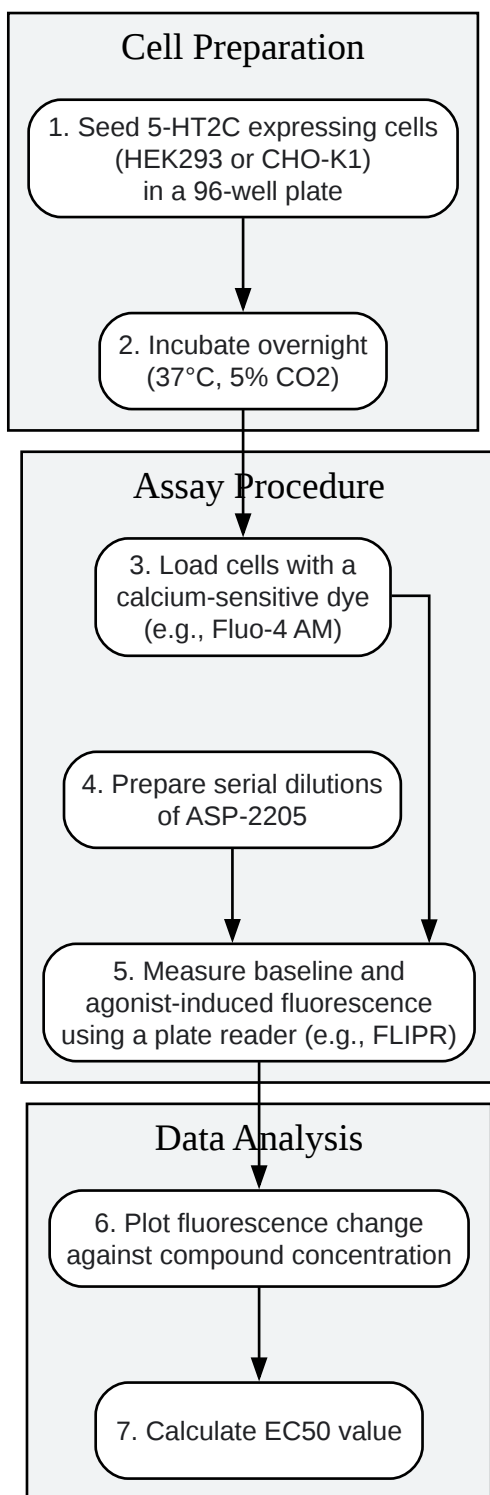 Cell Preparation
1. Seed 5-HT2C expressing cells
(HEK293 or CHO-K1)
in a 96-well plate
2. Incubate overnight
(37°C, 5% CO2)
Assay Procedure
3. Load cells with a
calcium-sensitive dye
(e.g., Fluo-4 AM)
4. Prepare serial dilutions
of ASP-2205
5. Measure baseline and
agonist-induced fluorescence
using a plate reader (e.g., FLIPR)
Data Analysis
6. Plot fluorescence change
against compound concentration
7. Calculate EC50 value